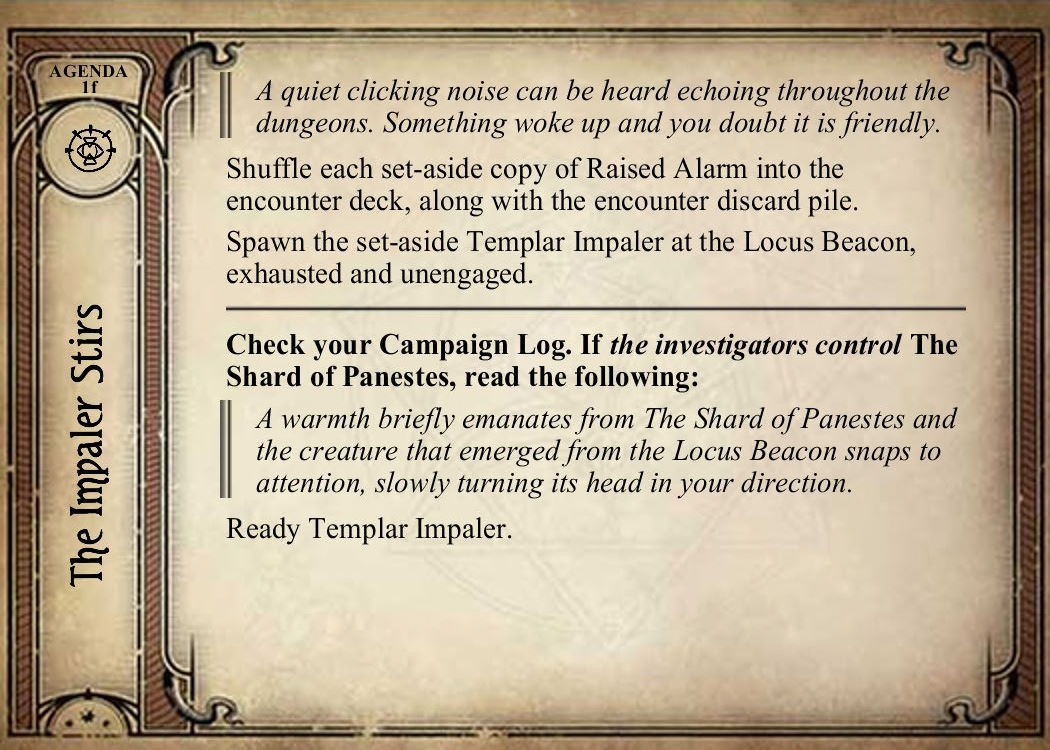 AGENDA
1f
The Impaler Stirs
A quiet clicking noise can be heard echoing throughout the
dungeons. Something woke up and you doubt it is friendly.
Shuffle each set-aside copy of Raised Alarm into the
encounter deck, along with the encounter discard pile.
Spawn the set-aside Templar Impaler at the Locus Beacon,
exhausted and unengaged.
Check your Campaign Log. If the investigators control The
Shard of Panestes, read the following:
A warmth briefly emanates from The Shard of Panestes and
the creature that emerged from the Locus Beacon snaps to
attention, slowly turning its head in your direction.
Ready Templar Impaler.